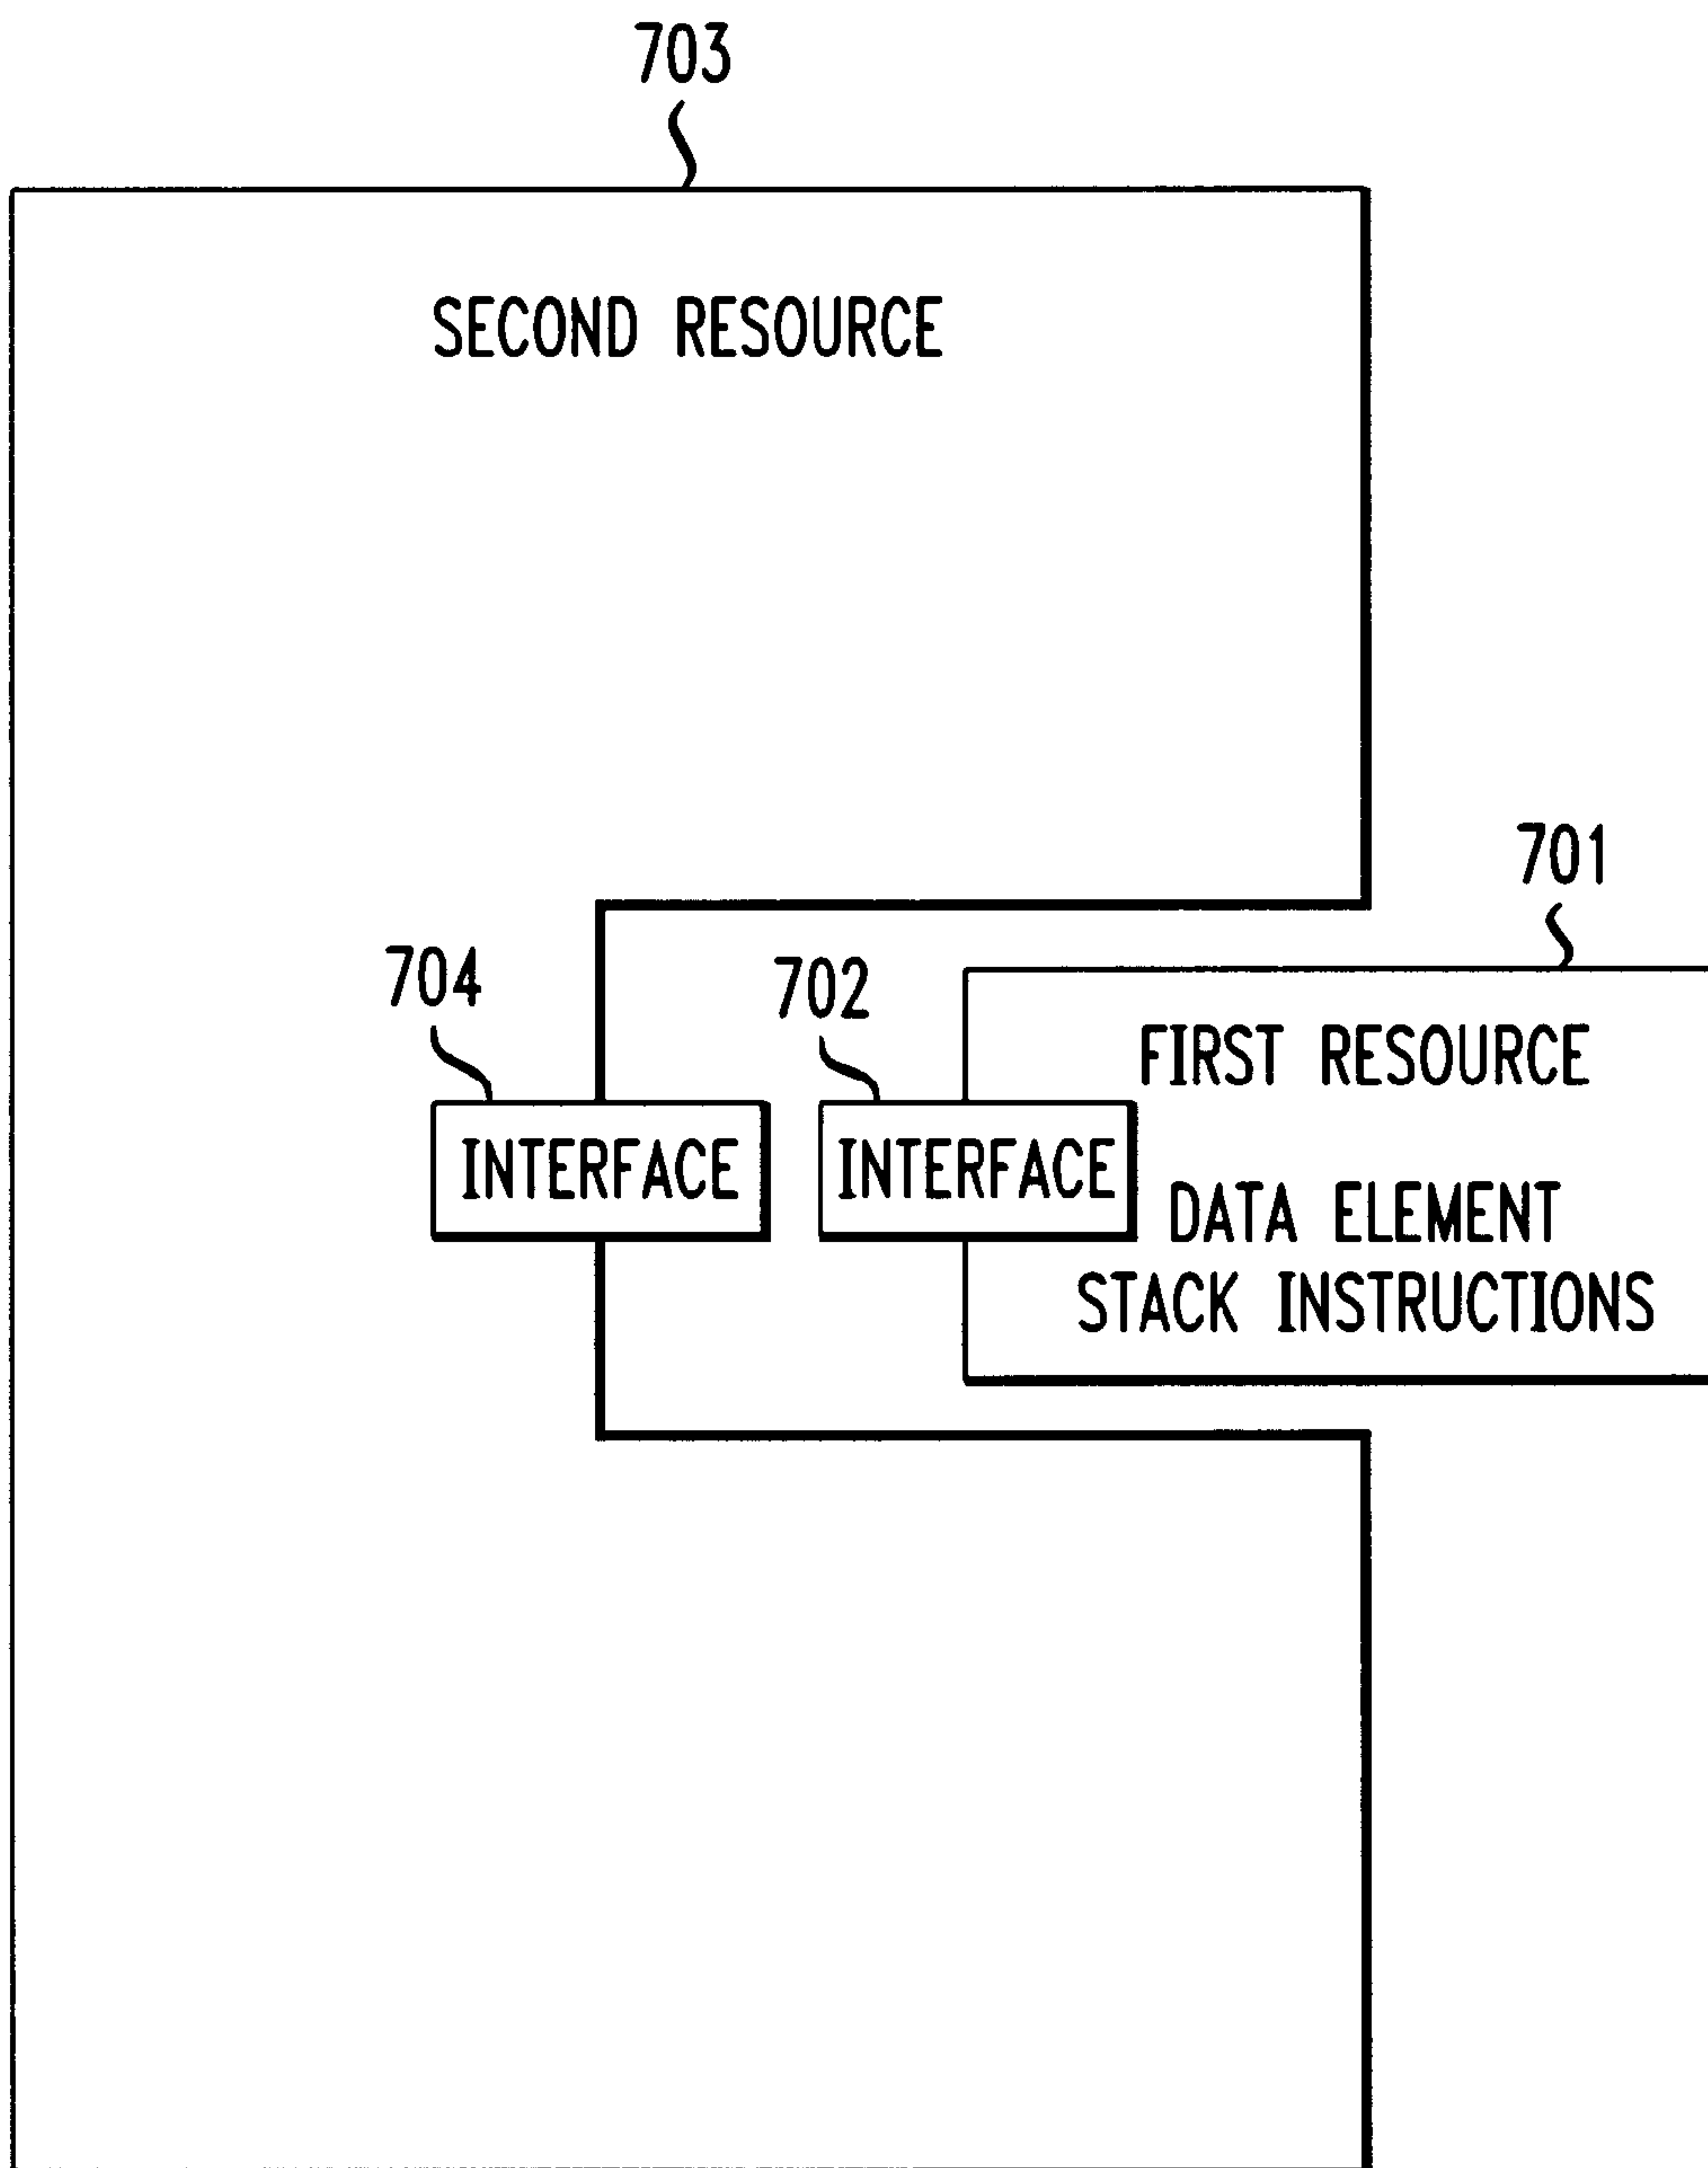 703
SECOND RESOURCE
701
704
702
FIRST RESOURCE
INTERFACE
INTERFACE
DATA ELEMENT
STACK INSTRUCTIONS